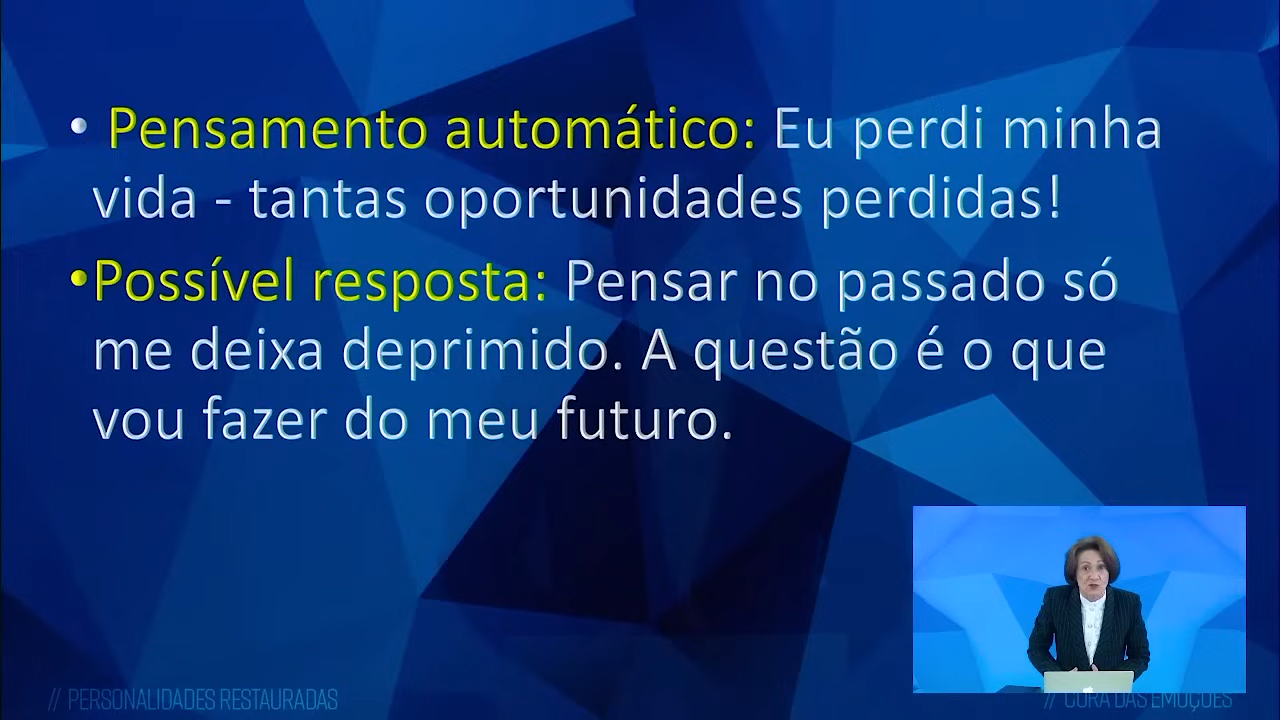 • Pensamento automático: Eu perdi minha
vida - tantas oportunidades perdidas!
•Possível resposta: Pensar no passado só
me deixa deprimido. A questão é o que
vou fazer do meu futuro.
// PERSONALIDADES RESTAURADAS
// CURA DAS EMOÇÕES